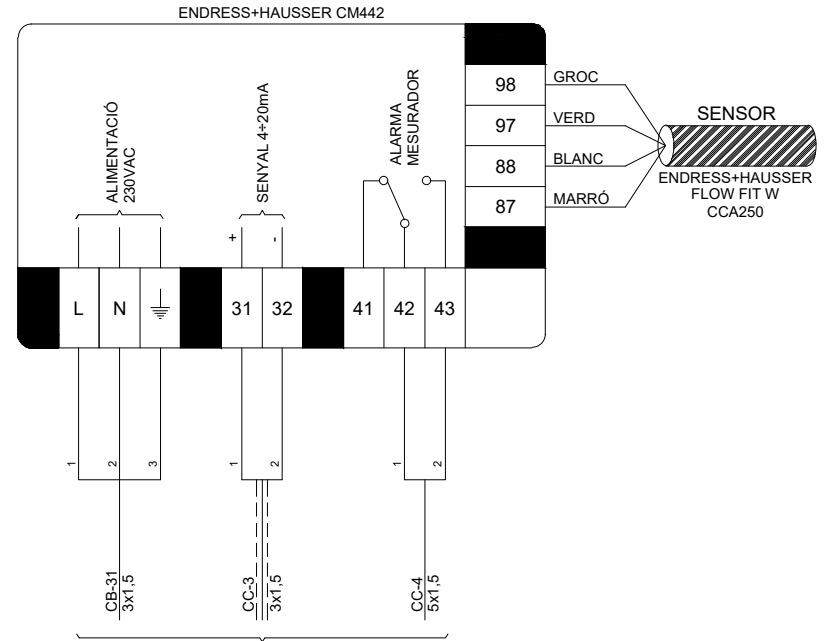 ENDRESS+HAUSSER CM442
ALIMENTACIÓ
230VAC
SENYAL 4÷20mA
ALARMA
MESURADOR
+
-
98
GROC
97
VERD
88
BLANC
87
MARRÓ
SENSOR
ENDRESS+HAUSSER
FLOW FIT W
CCA250
L
N
31
32
41
42
43
1
2
3
1
2
1
2
CB-31
3x1,5
CC-3
3x1,5
CC-4
5x1,5